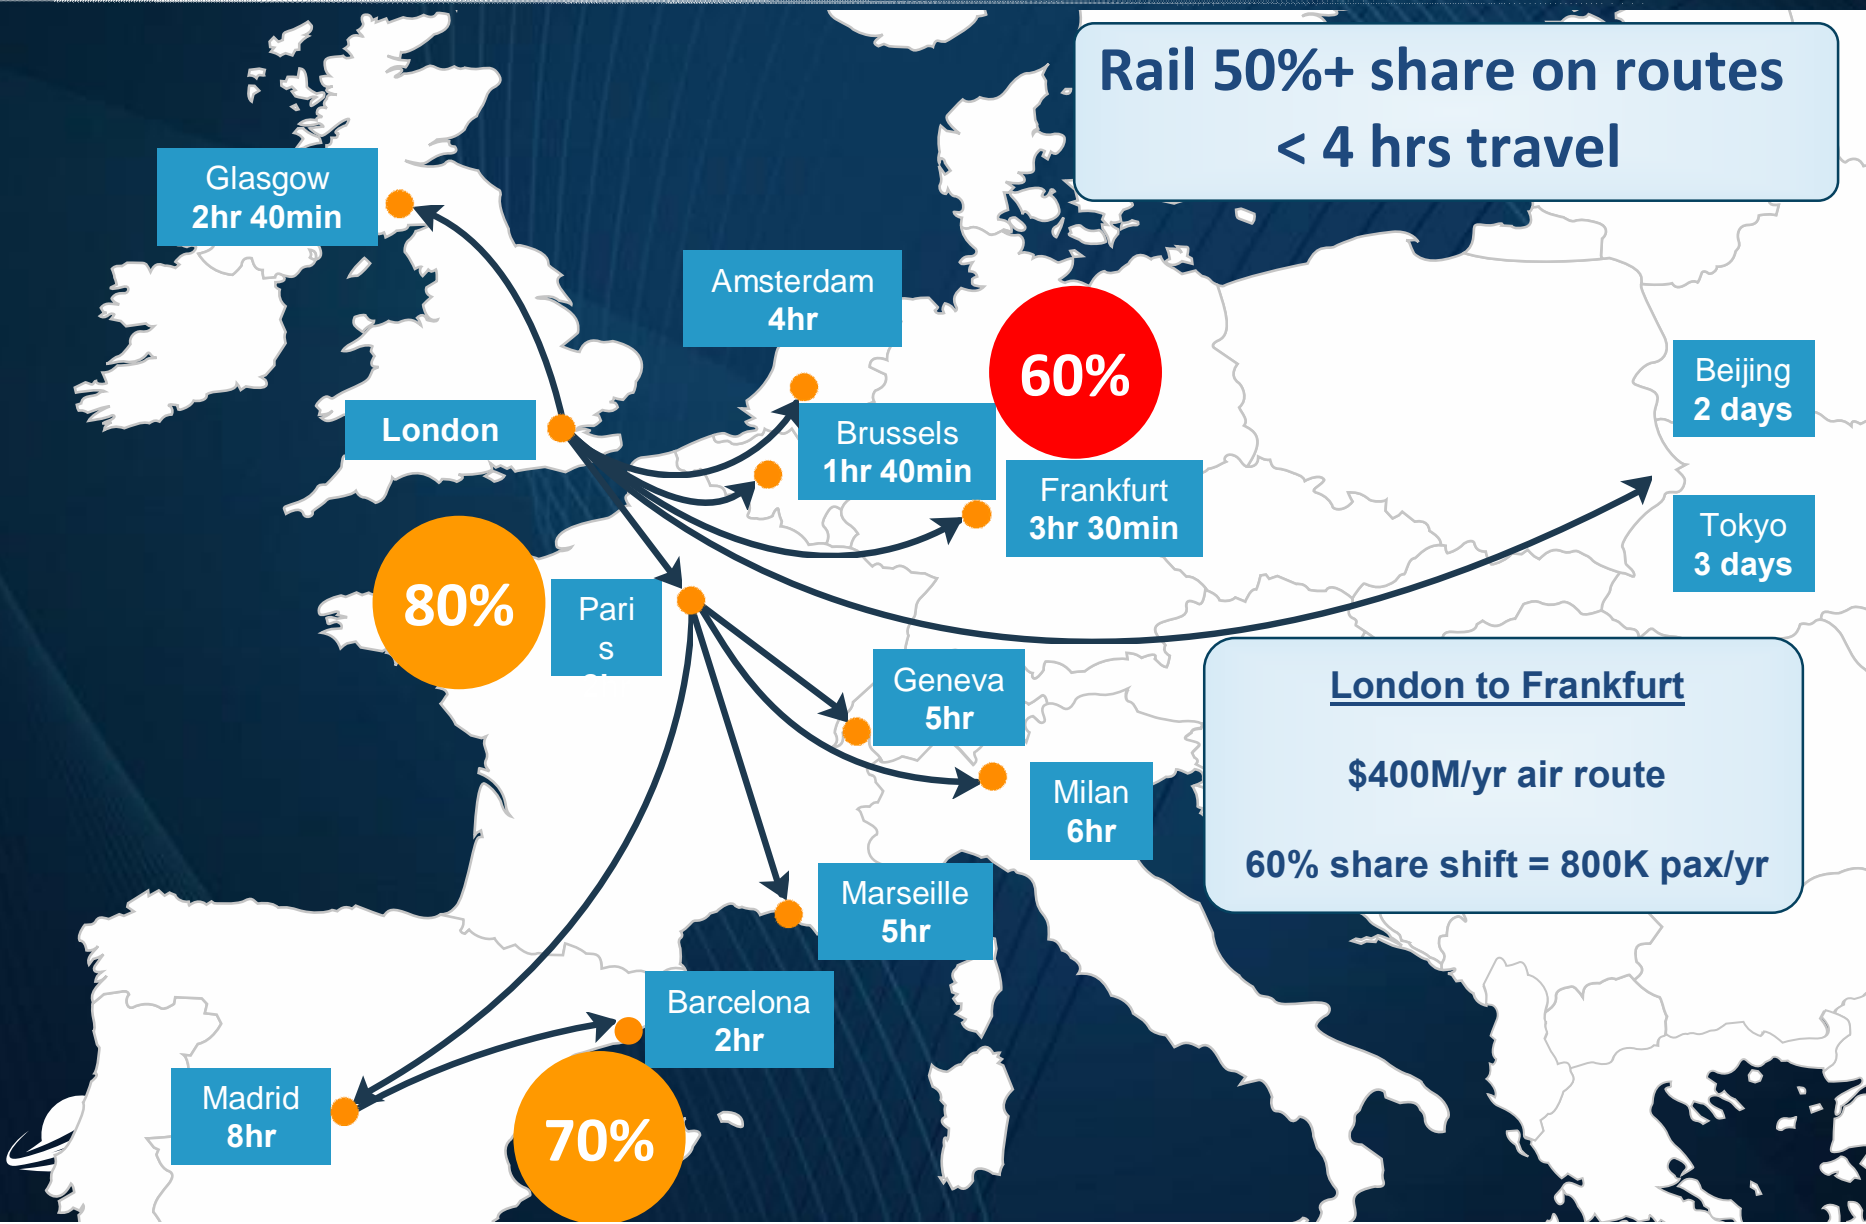 Rail 50%+ share on routes
< 4 hrs travel
Glasgow
2hr 40min
Amsterdam
4hr
60%
Beijing
2 days
London
Brussels
1hr 40min
Frankfurt
3hr 30min
Tokyo
3 days
80%
Pari
s
Geneva
5hr
London to Frankfurt
$400M/yr air route
60% share shift = 800K pax/yr
Milan
6hr
Marseille
5hr
Barcelona
2hr
Madrid
8hr
70%